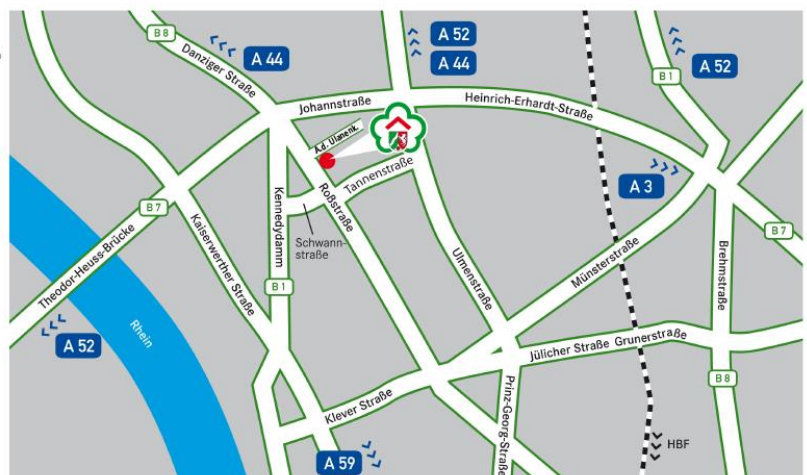 B 8
Danziger Straße
A 44
A 52
A 44
B 1
A 52
Johannstraße
Heinrich-Erhardt-Straße
A.d. Ulanenk.
Tannenstraße
A 3
B 7
Kennedydamm
Roßstraße
Schwann-
straße
Kaiserwerther Straße
Theodor-Heuss-Brücke
Ulmenstraße
Münsterstraße
Brehmstraße
B 7
B 1
Rhein
A 52
Jülicher Straße
Grunerstraße
B 8
Klever Straße
Prinz-Georg-Straße
HBF
A 59